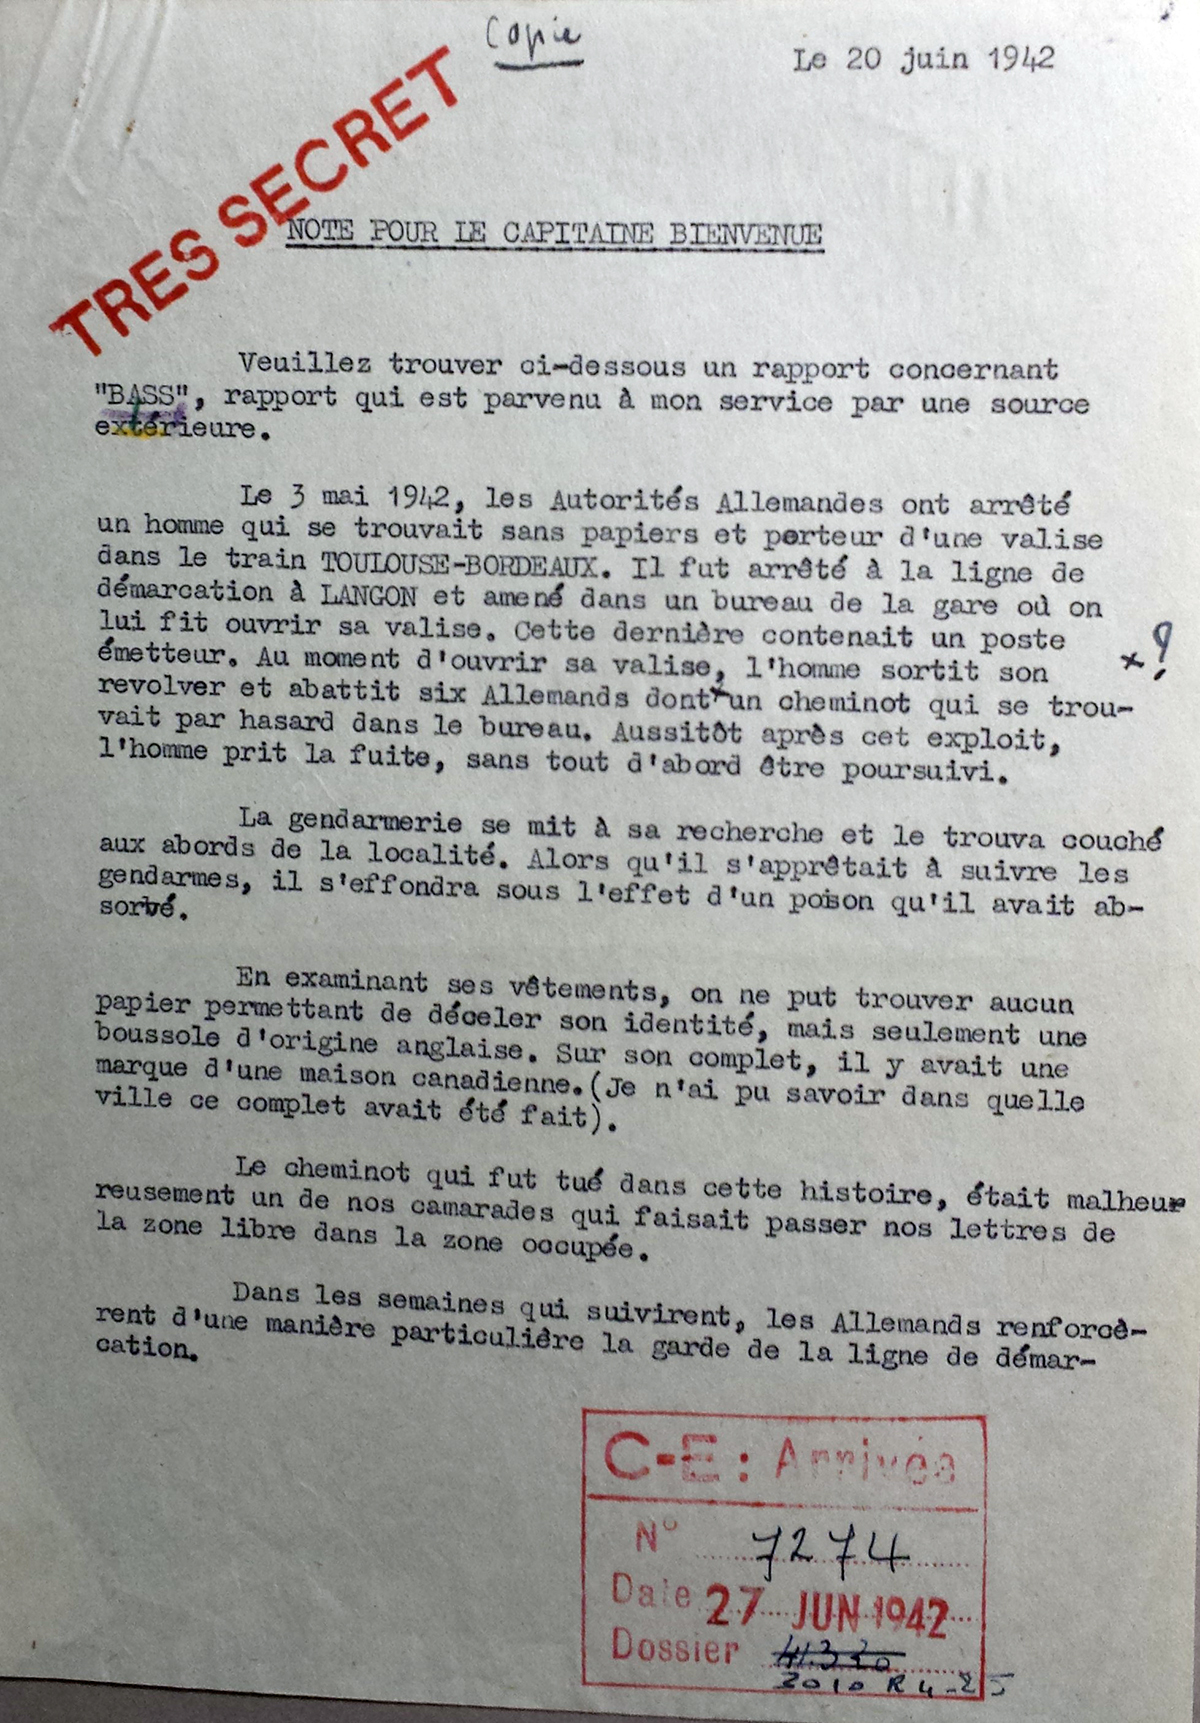 Copie
Le 20 juin 1942
TRES SECRET
NOTE POUR LE CAPITAINE BIENVENUE
Veuillez trouver ci-dessous un rapport concernant
"BASS", rapport qui est parvenu à mon service par une source
extérieure.
Le 3 mai 1942, les Autorités Allemandes ont arrêté
un homme qui se trouvait sans papiers et porteur d'une valise
dans le train TOULOUSE-BORDEAUX. Il fut arrêté à la ligne de
démarcation à LANGON et amené dans un bureau de la gare où on
lui fit ouvrir sa valise. Cette dernière contenait un poste
émetteur. Au moment d'ouvrir sa valise, l'homme sortit son
x ?
revolver et abattit six Allemands dont x un cheminot qui se trou-
vait par hasard dans le bureau. Aussitôt après cet exploit,
l'homme prit la fuite, sans tout d'abord être poursuivi.
La gendarmerie se mit à sa recherche et le trouva couché
aux abords de la localité. Alors qu'il s'apprêtait à suivre les
gendarmes, il s'effondra sous l'effet d'un poison qu'il avait ab-
sorbé.
En examinant ses vêtements, on ne put trouver aucun
papier permettant de déceler son identité, mais seulement une
boussole d'origine anglaise. Sur son complet, il y avait une
marque d'une maison canadienne.(Je n'ai pu savoir dans quelle
ville ce complet avait été fait).
Le cheminot qui fut tué dans cette histoire, était malheur
reusement un de nos camarades qui faisait passer nos lettres de
la zone libre dans la zone occupée.
Dans les semaines qui suivirent, les Allemands renforcè-
rent d'une manière particulière la garde de la ligne de démar-
cation.
C-E: Arrivée
N° 7274
Date 27 JUN 1942
Dossier
2010 R 4-25